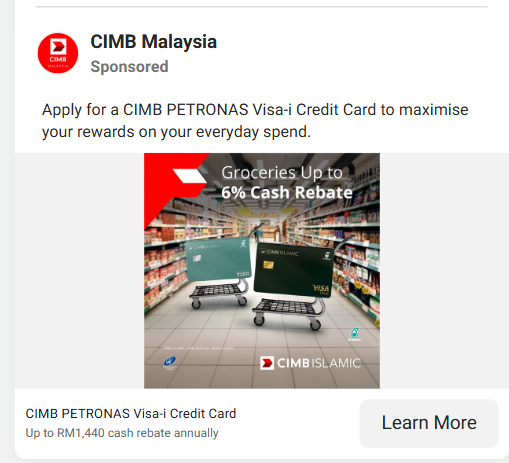 CIMB Malaysia
CIMB
Sponsored
Apply for a CIMB PETRONAS Visa-i Credit Card to maximise
your rewards on your everyday spend.
Groceries Up to
6% Cash Rebate
CIMB ISLAMIC
VISA
CIMB ISLAMIC
CIMB PETRONAS Visa-i Credit Card
Up to RM1,440 cash rebate annually
Learn More